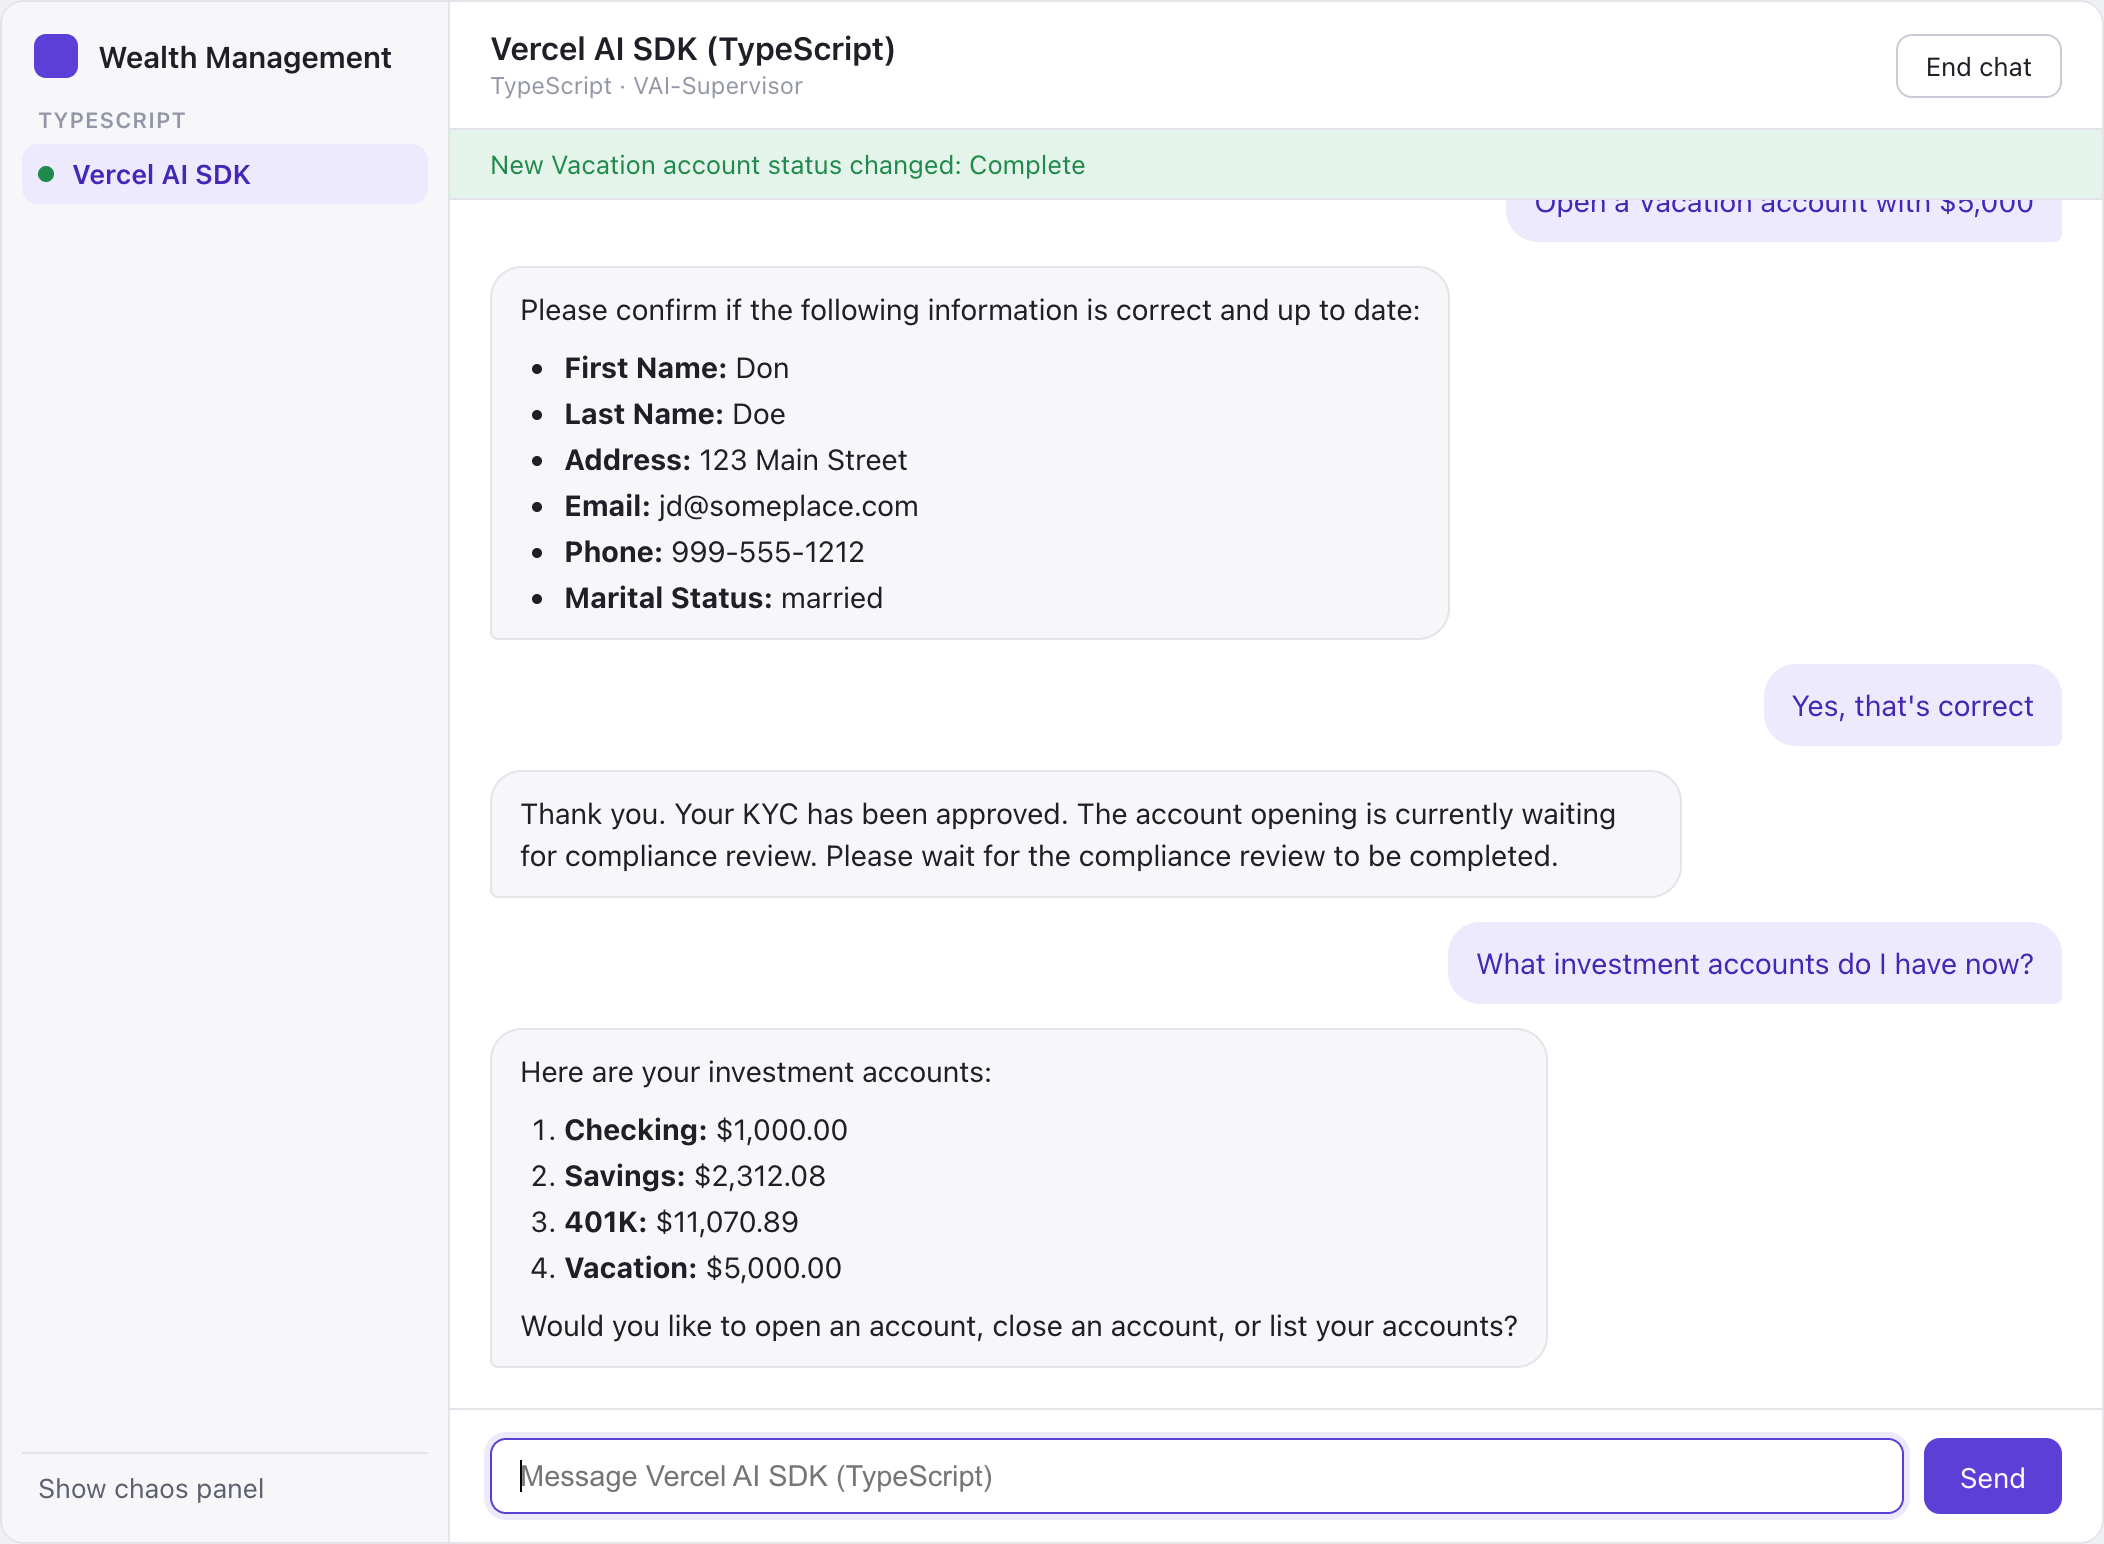 Wealth Management
TYPESCRIPT
Vercel AI SDK
Show chaos panel
Vercel AI SDK (TypeScript)
TypeScript · VAI-Supervisor
End chat
New Vacation account status changed: Complete
Open a Vacation account with $5,000
Please confirm if the following information is correct and up to date:
• First Name: Don
• Last Name: Doe
• Address: 123 Main Street
• Email: jd@someplace.com
• Phone: 999-555-1212
• Marital Status: married
Yes, that's correct
Thank you. Your KYC has been approved. The account opening is currently waiting
for compliance review. Please wait for the compliance review to be completed.
What investment accounts do I have now?
Here are your investment accounts:
1. Checking: $1,000.00
2. Savings: $2,312.08
3. 401K: $11,070.89
4. Vacation: $5,000.00
Would you like to open an account, close an account, or list your accounts?
Message Vercel AI SDK (TypeScript)
Send